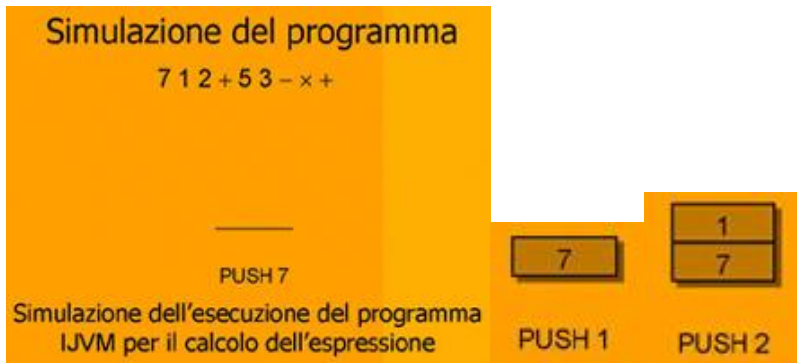 Simulazione del programma
7 1 2 + 5 3 − × +
PUSH 7
Simulazione dell'esecuzione del programma
IJVM per il calcolo dell'espressione
7
PUSH 1
1
7
PUSH 2